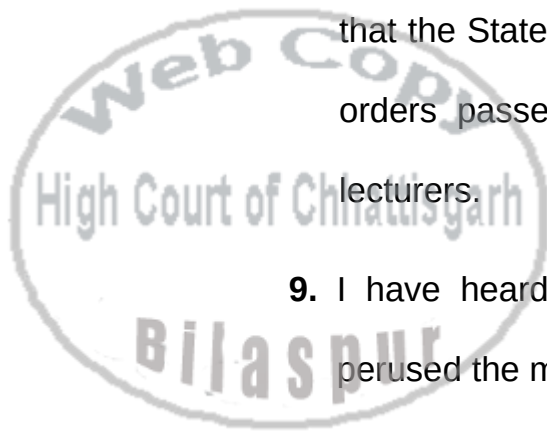 that the State
orders passe
lecturers.
9. I have heard
perused the m
Web Copy
High Court of Chhattisgarh
Bilaspur